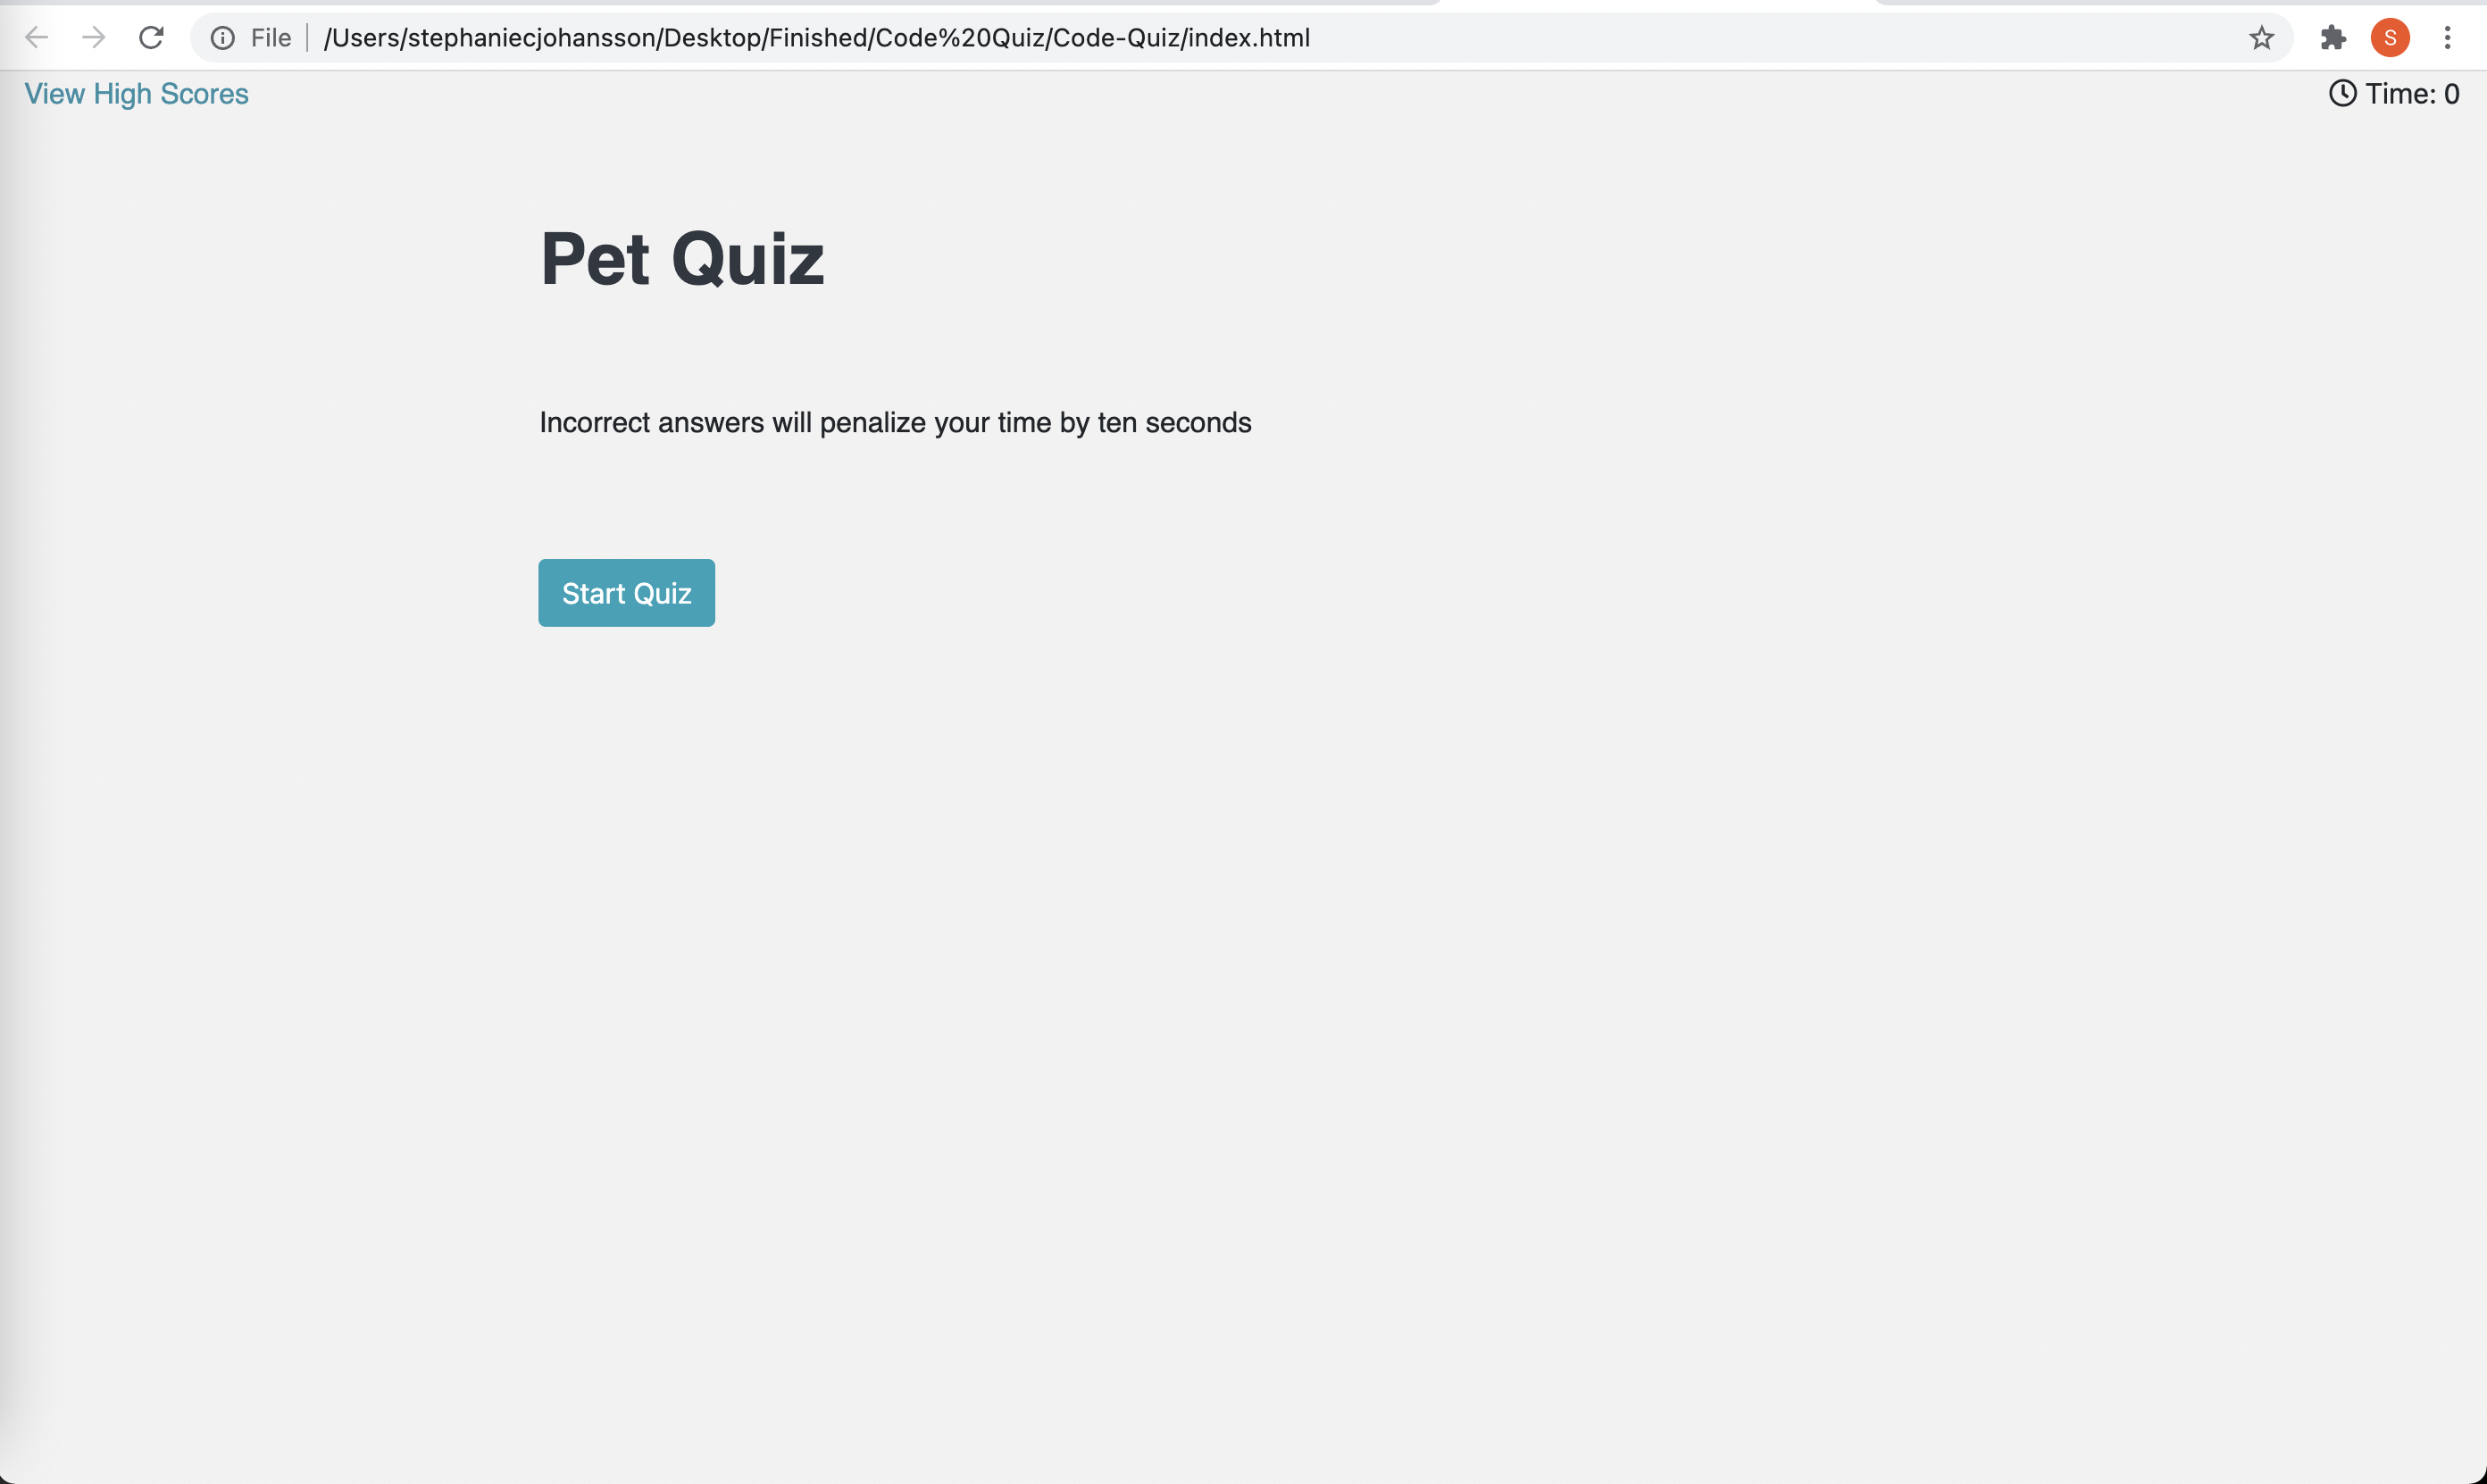 File /Users/stephaniecjohansson/Desktop/Finished/Code%20Quiz/Code-Quiz/index.html S
View High Scores Time: 0
Pet Quiz
Incorrect answers will penalize your time by ten seconds
Start Quiz